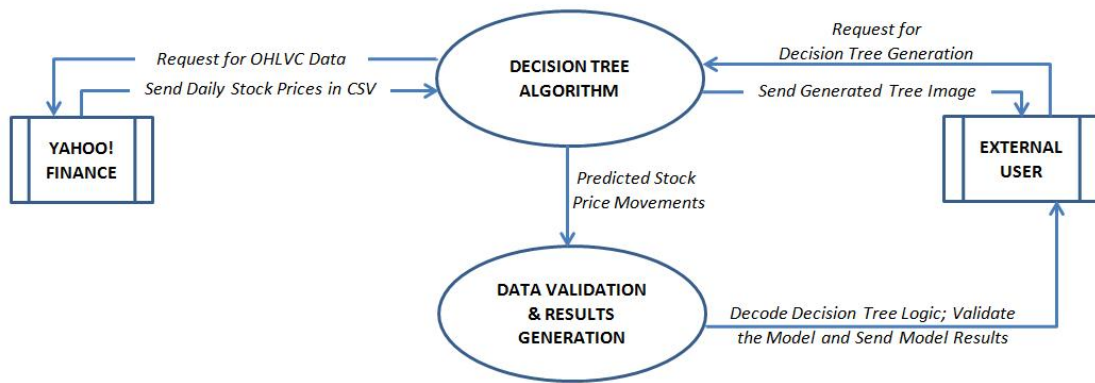 Request for OHLVC Data
Send Daily Stock Prices in CSV
YAHOO!
FINANCE
DECISION TREE
ALGORITHM
Request for
Decision Tree Generation
Send Generated Tree Image
EXTERNAL
USER
Predicted Stock
Price Movements
DATA VALIDATION
& RESULTS
GENERATION
Decode Decision Tree Logic; Validate
the Model and Send Model Results